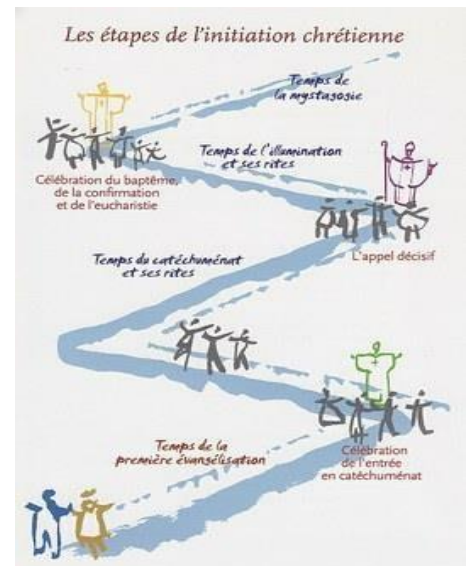 Les étapes de l'initiation chrétienne
Temps de
la mystagogie
Temps de l'illumination
et ses rites
Célébration du baptême,
de la confirmation
et de l'eucharistie
L'appel décisif
Temps du catéchuménat
et ses rites
Temps de la
première évangélisation
Célébration
de l'entrée
en catéchuménat